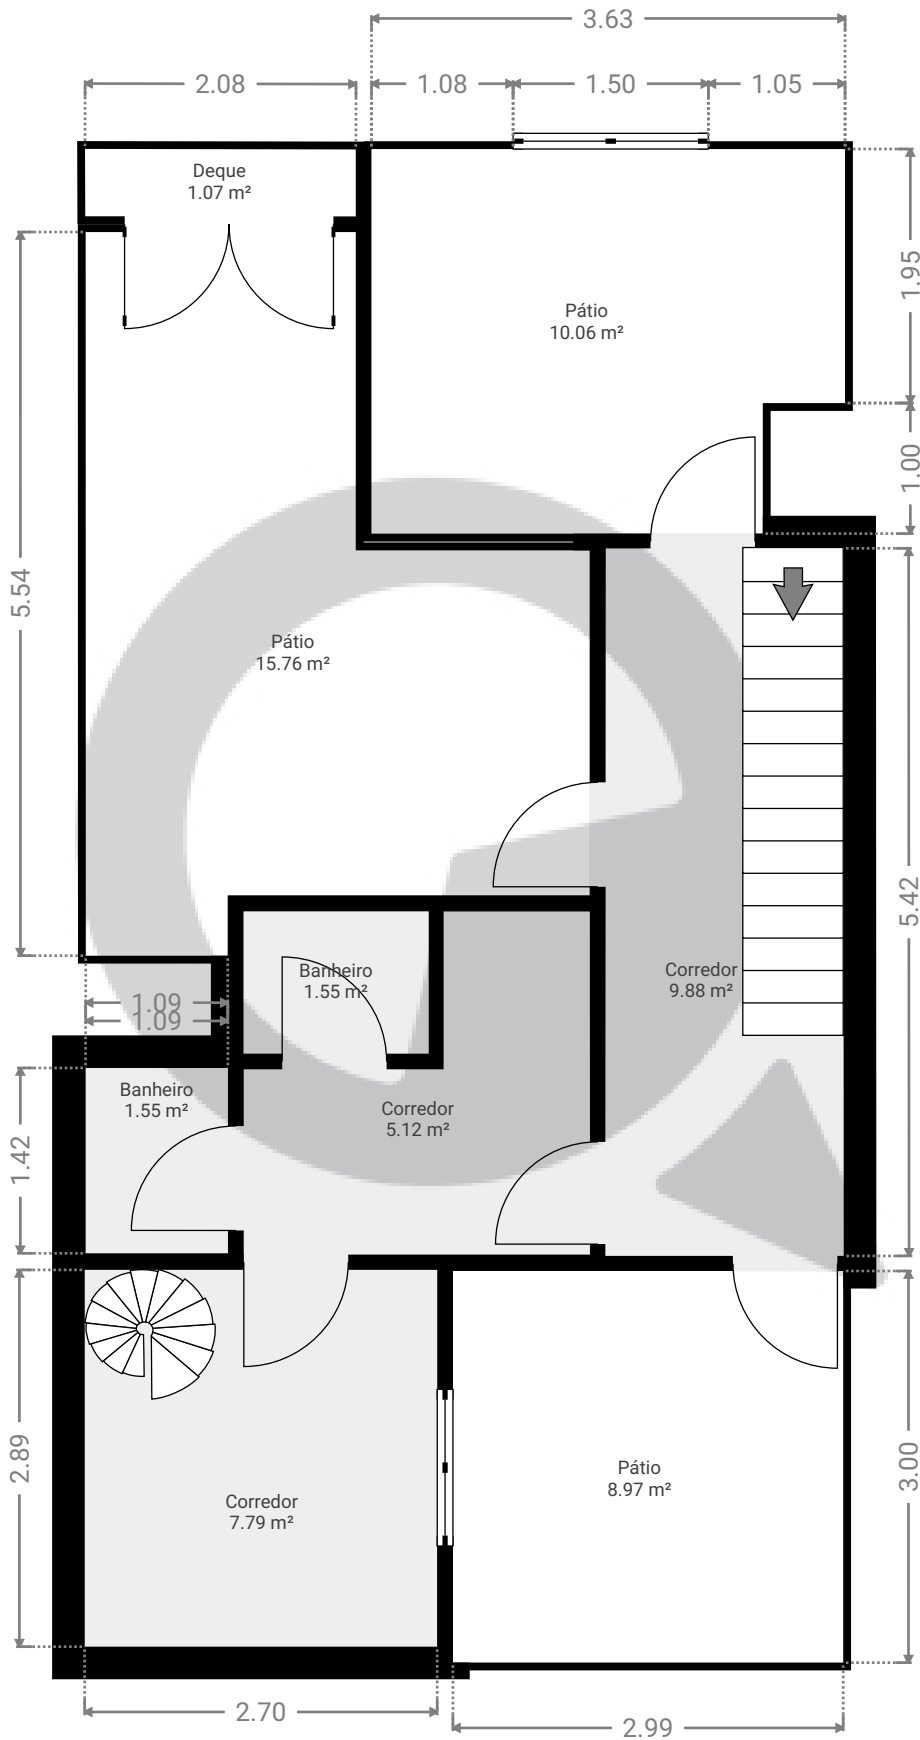 3.63
2.08
1.08
1.50
1.05
Deque
1.07 m²
1.95
Pátio
10.06 m²
1.00
5.54
Pátio
15.76 m²
5.42
Banheiro
1.55 m²
Corredor
9.88 m²
1.09
1.09
Banheiro
1.55 m²
Corredor
5.12 m²
1.42
2.89
Corredor
7.79 m²
Pátio
8.97 m²
3.00
2.70
2.99